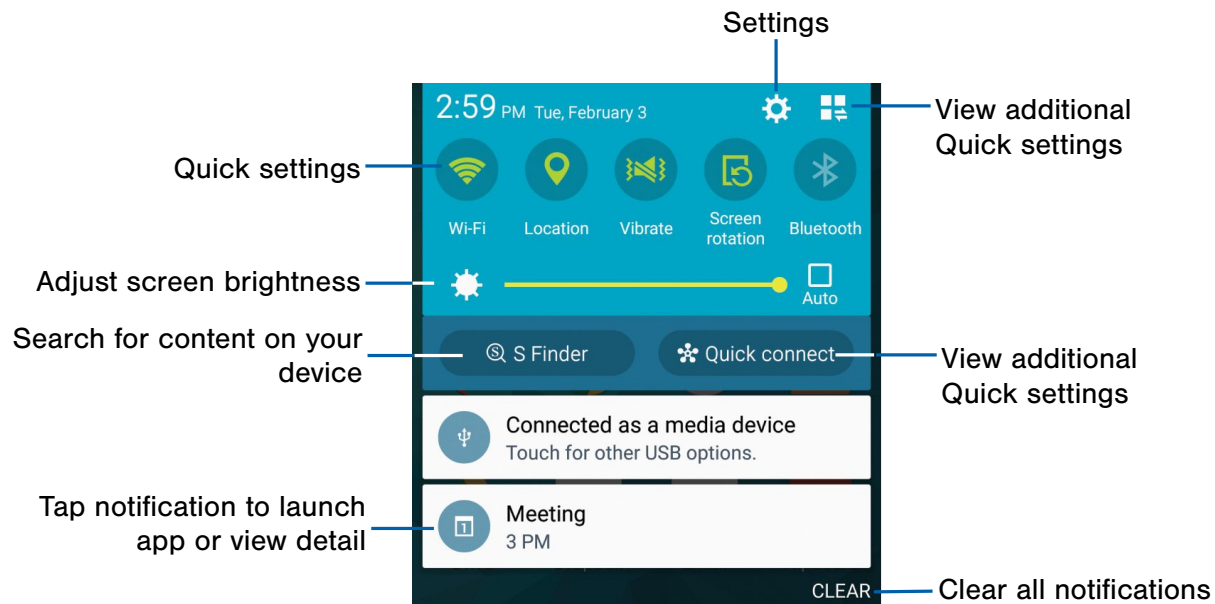 Settings
2:59 PM Tue, February 3
View additional
Quick settings
Quick settings
Wi-Fi
Location
Vibrate
Screen
rotation
Bluetooth
Adjust screen brightness
Auto
Search for content on your
device
S Finder
Quick connect
View additional
Quick settings
Connected as a media device
Touch for other USB options.
Tap notification to launch
app or view detail
1
Meeting
3 PM
CLEAR
Clear all notifications